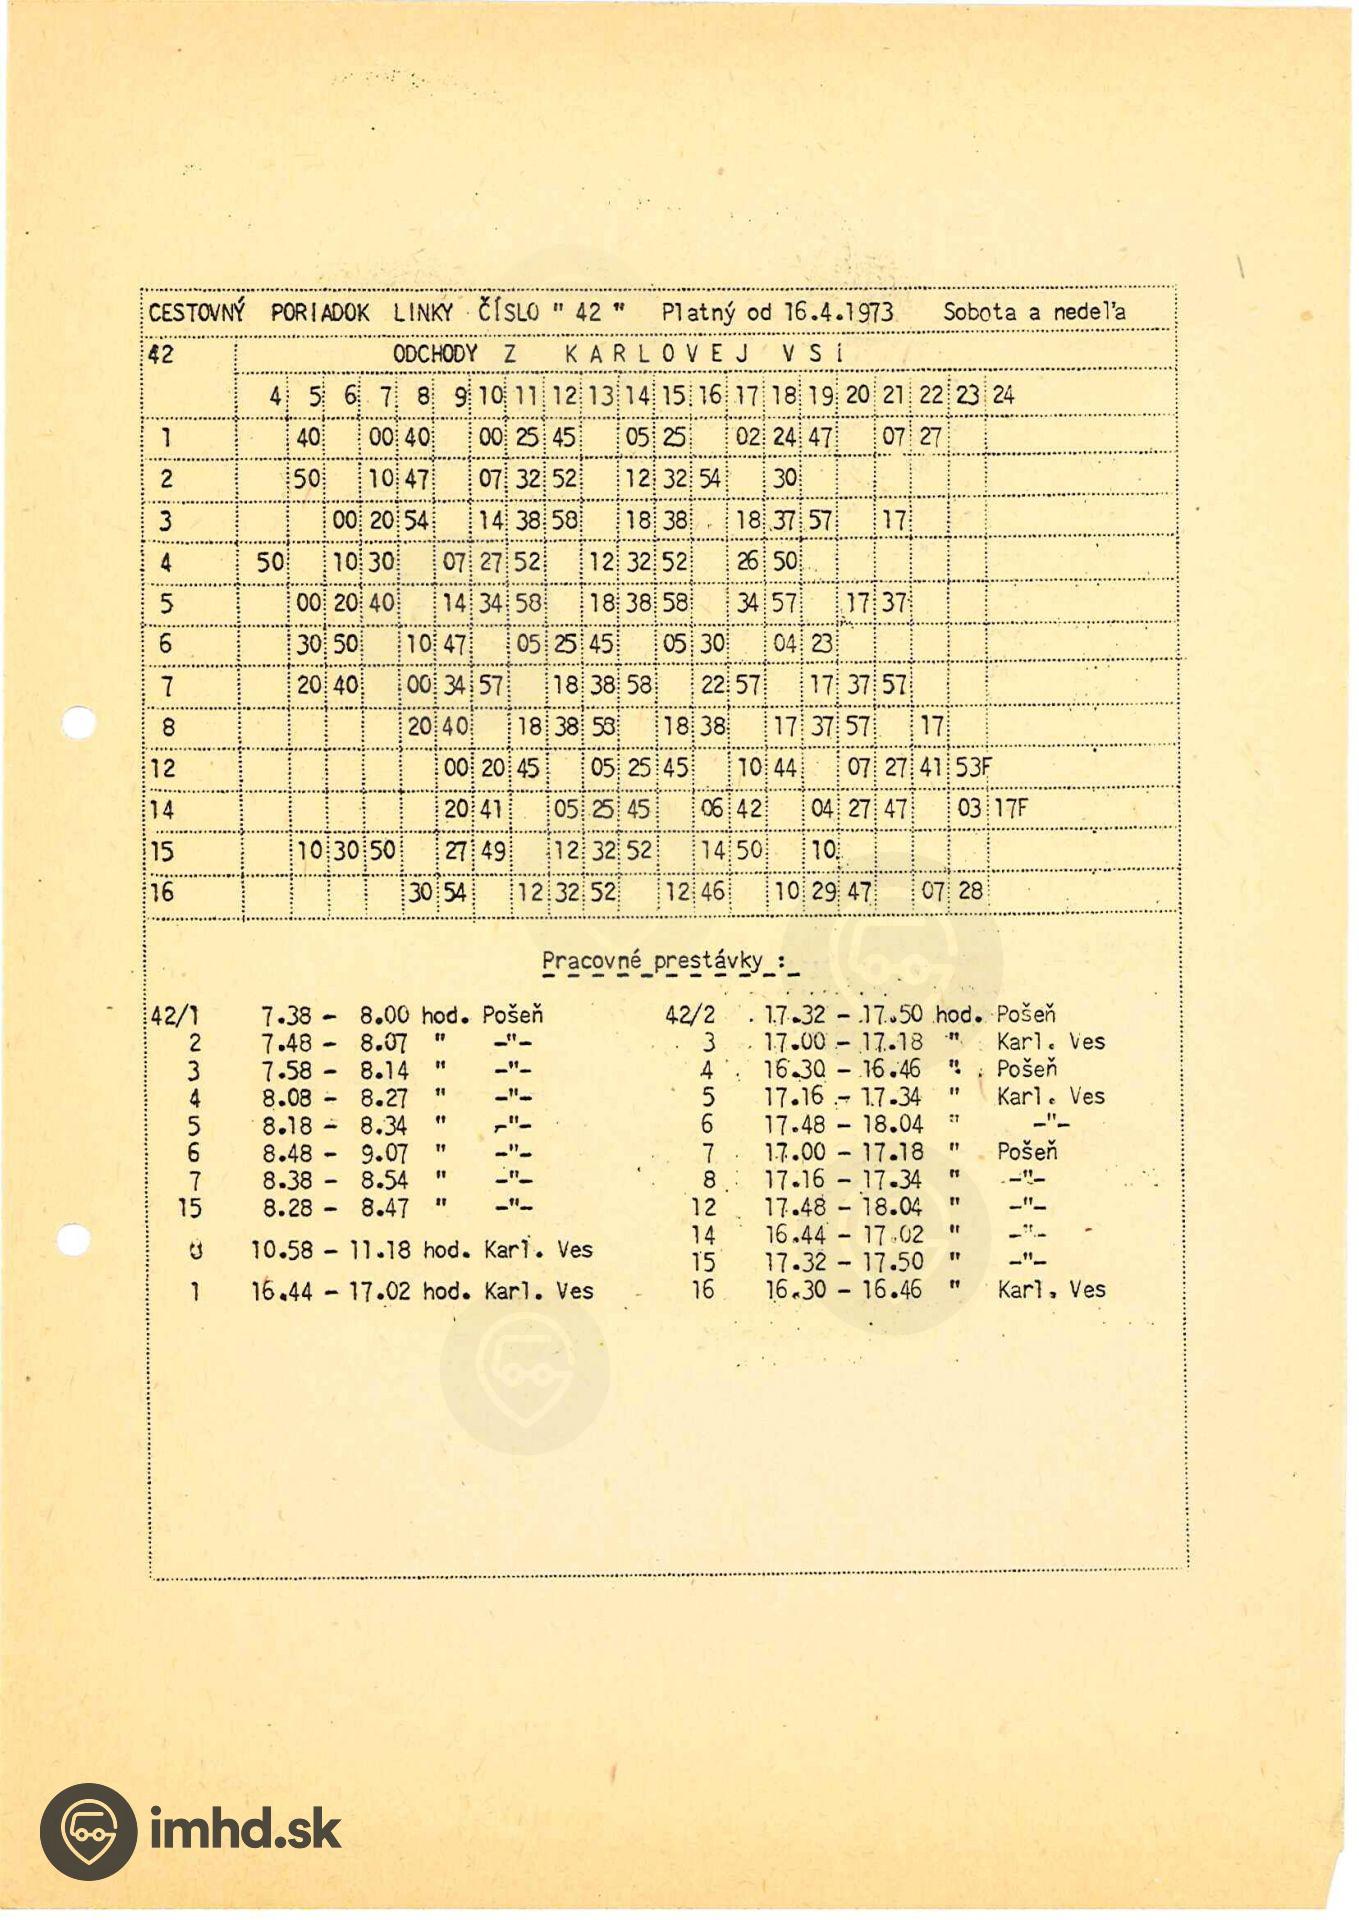 CESTOVNÝ PORIADOK LINKY ČÍSLO " 42 " Platný od 16.4.1973 Sobota a nedeľa
42 ODCHODY Z KARLOVEJ VSI
4 5 6 7 8 9 10 11 12 13 14 15 16 17 18 19 20 21 22 23 24
1 40 00 40 00 25 45 05 25 02 24 47 07 27
2 50 10 47 07 32 52 12 32 54 30
3 00 20 54 14 38 58 18 38 18 37 57 17
4 50 10 30 07 27 52 12 32 52 26 50
5 00 20 40 14 34 58 18 38 58 34 57 17 37
6 30 50 10 47 05 25 45 05 30 04 23
7 20 40 00 34 57 18 38 58 22 57 17 37 57
8 20 40 18 38 58 18 38 17 37 57 17
12 00 20 45 05 25 45 10 44 07 27 41 53F
14 20 41 05 25 45 06 42 04 27 47 03 17F
15 10 30 50 27 49 12 32 52 14 50 10
16 30 54 12 32 52 12 46 10 29 47 07 28
Pracovné prestávky :
42/1 7.38 - 8.00 hod. Pošeň 42/2 17.32 - 17.50 hod. Pošeň
2 7.48 - 8.07 " -"- 3 17.00 - 17.18 " Karl. Ves
3 7.58 - 8.14 " -"- 4 16.30 - 16.46 " Pošeň
4 8.08 - 8.27 " -"- 5 17.16 - 17.34 " Karl. Ves
5 8.18 - 8.34 " -"- 6 17.48 - 18.04 " -"-
6 8.48 - 9.07 " -"- 7 17.00 - 17.18 " Pošeň
7 8.38 - 8.54 " -"- 8 17.16 - 17.34 " -"-
15 8.28 - 8.47 " -"- 12 17.48 - 18.04 " -"-
14 16.44 - 17.02 " -"-
10.58 - 11.18 hod. Karl. Ves
15 17.32 - 17.50 " -"-
1 16.44 - 17.02 hod. Karl. Ves 16 16.30 - 16.46 " Karl. Ves
imhd.sk